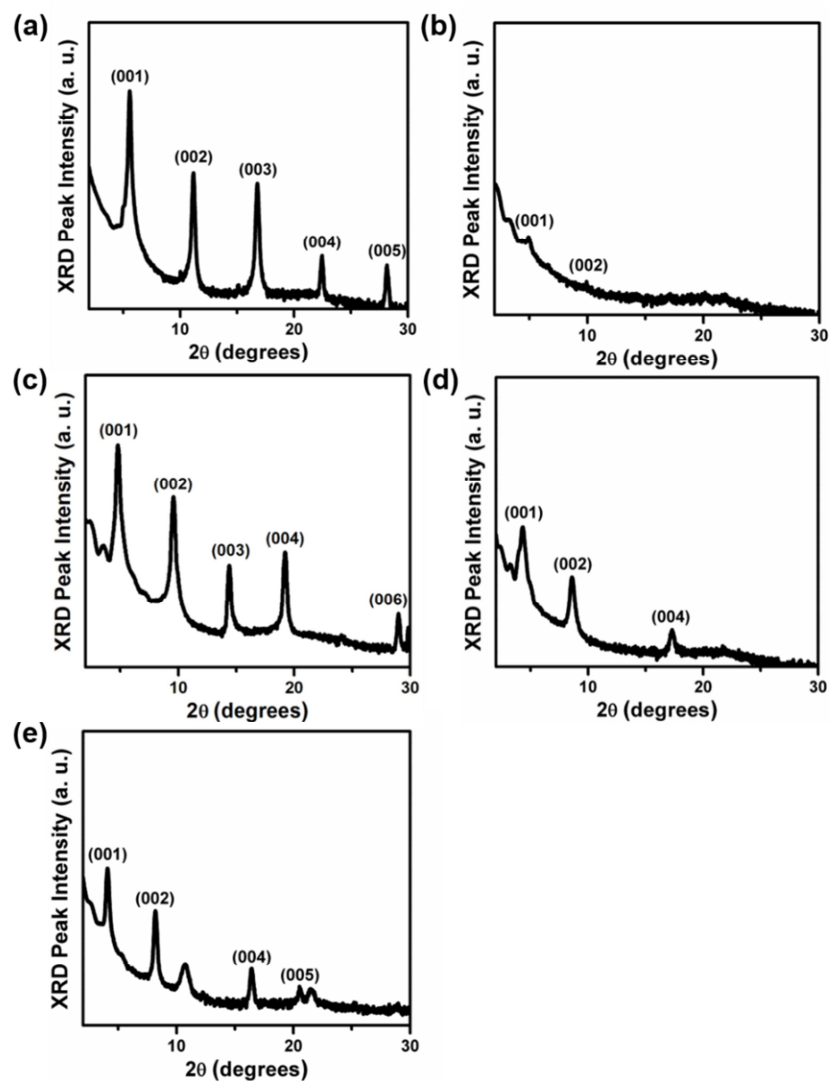 (a)
XRD Peak Intensity (a. u.)
(001)
(002)
(003)
(004)
(005)
10 20 30
2θ (degrees)
(b)
XRD Peak Intensity (a. u.)
(001)
(002)
10 20 30
2θ (degrees)
(c)
XRD Peak Intensity (a. u.)
(001)
(002)
(003)
(004)
(006)
10 20 30
2θ (degrees)
(d)
XRD Peak Intensity (a. u.)
(001)
(002)
(004)
10 20 30
2θ (degrees)
(e)
XRD Peak Intensity (a. u.)
(001)
(002)
(004)
(005)
10 20 30
2θ (degrees)